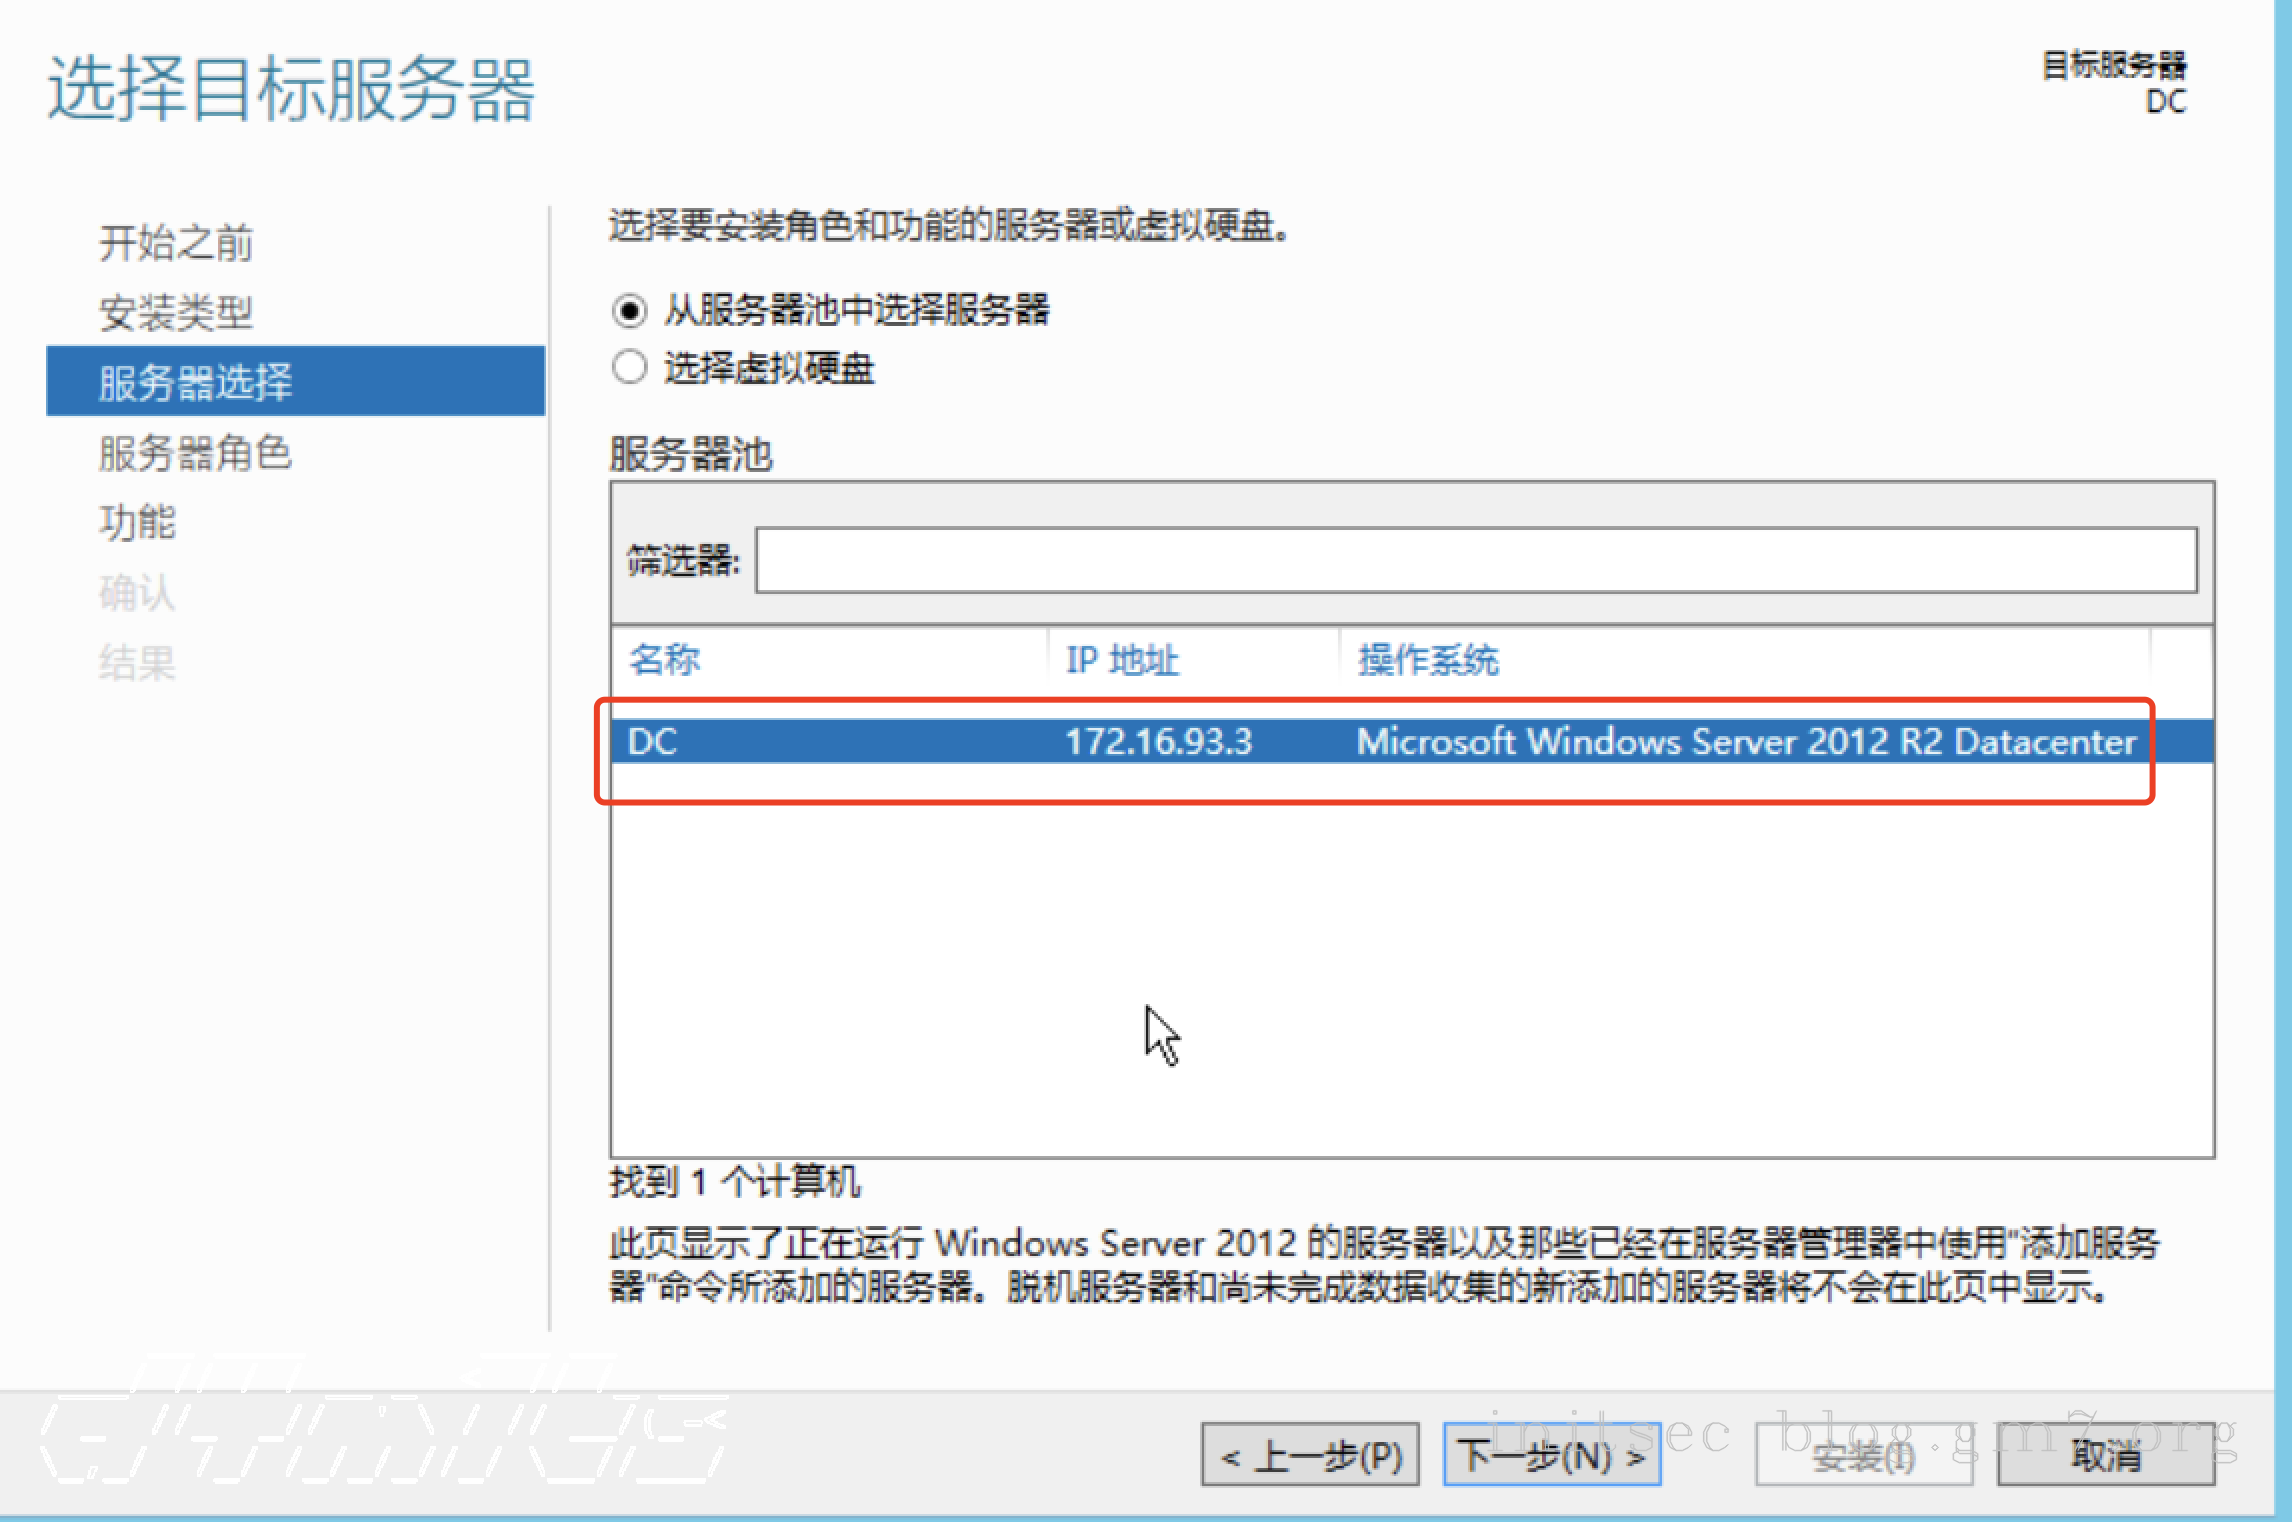 选择目标服务器
目标服务器
DC
开始之前
安装类型
服务器选择
服务器角色
功能
确认
结果
选择要安装角色和功能的服务器或虚拟硬盘。
从服务器池中选择服务器
选择虚拟硬盘
服务器池
筛选器:
名称 IP 地址 操作系统
DC 172.16.93.3 Microsoft Windows Server 2012 R2 Datacenter
找到 1 个计算机
此页显示了正在运行 Windows Server 2012 的服务器以及那些已经在服务器管理器中使用"添加服务
器"命令所添加的服务器。脱机服务器和尚未完成数据收集的新添加的服务器将不会在此页中显示。
< 上一步(P) 下一步(N) > 安装(I) 取消
initsec blog.gm7.org